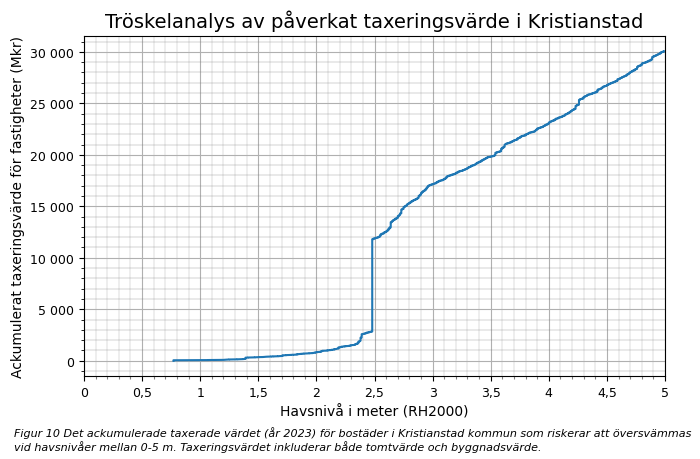 Tröskelanalys av påverkat taxeringsvärde i Kristianstad
Ackumulerat taxeringsvärde för fastigheter (Mkr)
30 000
25 000
20 000
15 000
10 000
5 000
0
0 0,5 1 1,5 2 2,5 3 3,5 4 4,5 5
Havsnivå i meter (RH2000)
Figur 10 Det ackumulerade taxerade värdet (år 2023) för bostäder i Kristianstad kommun som riskerar att översvämmas
vid havsnivåer mellan 0-5 m. Taxeringsvärdet inkluderar både tomtvärde och byggnadsvärde.